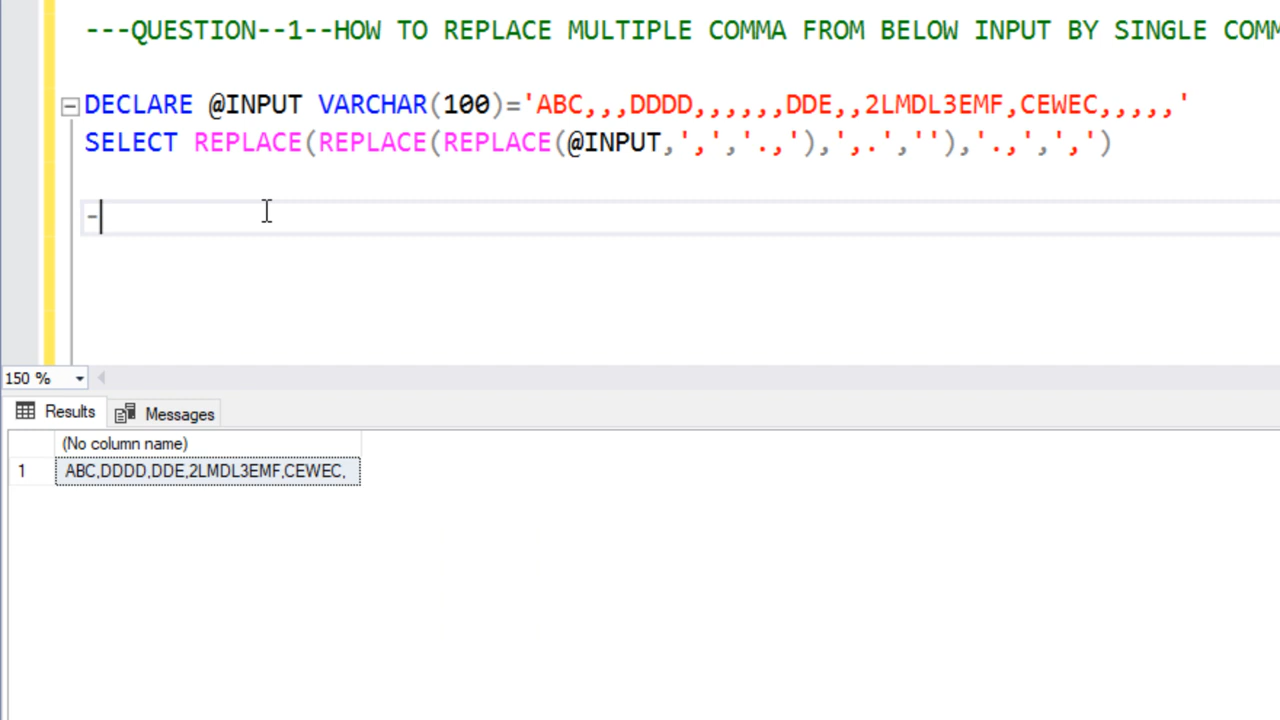 ---QUESTION--1--HOW TO REPLACE MULTIPLE COMMA FROM BELOW INPUT BY SINGLE COMM
DECLARE @INPUT VARCHAR(100)='ABC,,,DDDD,,,,,,DDE,,2LMDL3EMF,CEWEC,,,,,'
SELECT REPLACE(REPLACE(REPLACE(@INPUT,',','.,'),',.',''),'.,',',')
-
150 %
Results Messages
(No column name)
1 ABC,DDDD,DDE,2LMDL3EMF,CEWEC,